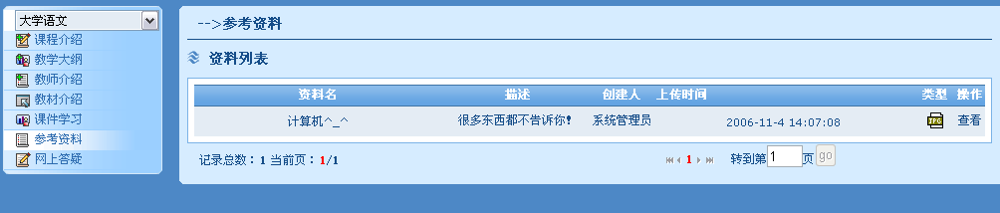 大学语文
课程介绍
教学大纲
教师介绍
教材介绍
课件学习
参考资料
网上答疑
-->参考资料
资料列表
资料名 描述 创建人 上传时间 类型 操作
计算机^_^ 很多东西都不告诉你! 系统管理员 2006-11-4 14:07:08 JPG 查看
记录总数:1 当前页:1/1 1 转到第1页 go